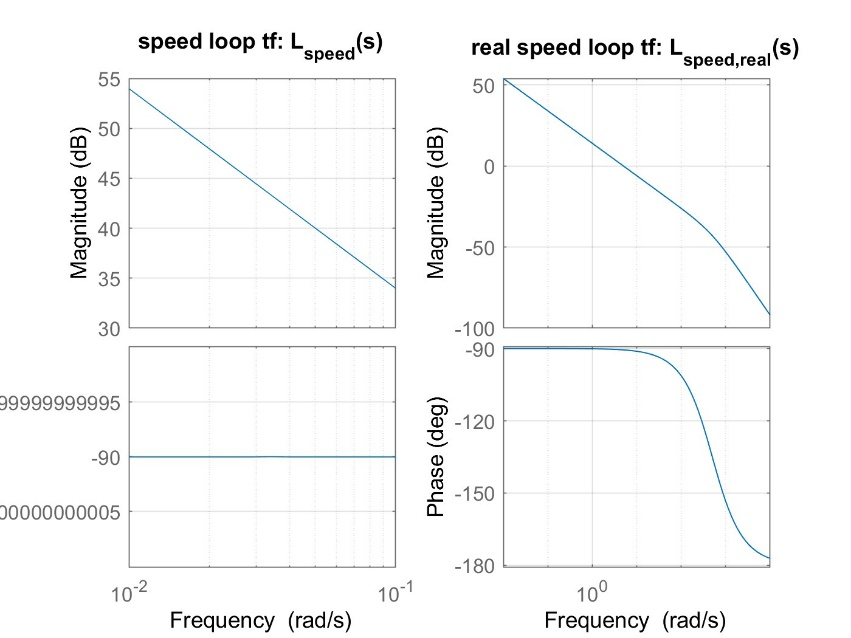 speed loop tf: Lspeed(s)
real speed loop tf: Lspeed,real(s)
Magnitude (dB)
55
50
45
40
35
30
Magnitude (dB)
50
0
-50
-100
99999999995
-90
00000000005
Phase (deg)
-90
-120
-150
-180
10-2
10-1
100
Frequency (rad/s)
Frequency (rad/s)